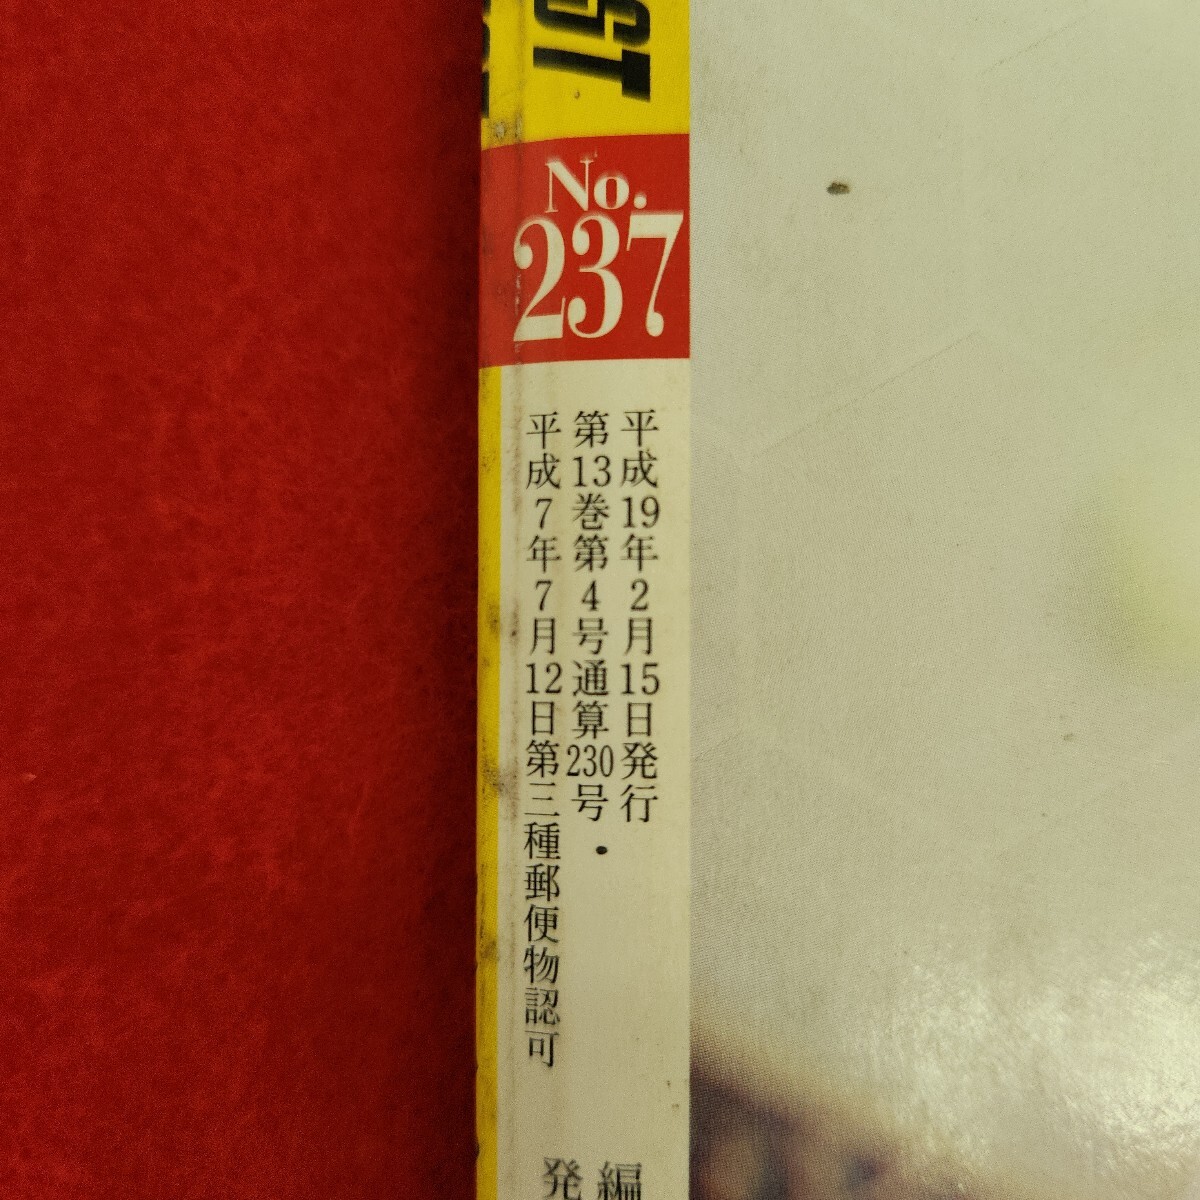 ST
No.
237
平成19年2月15日発行
第13巻第4号通算230号・
平成7年7月12日第三種郵便物認可
編
発